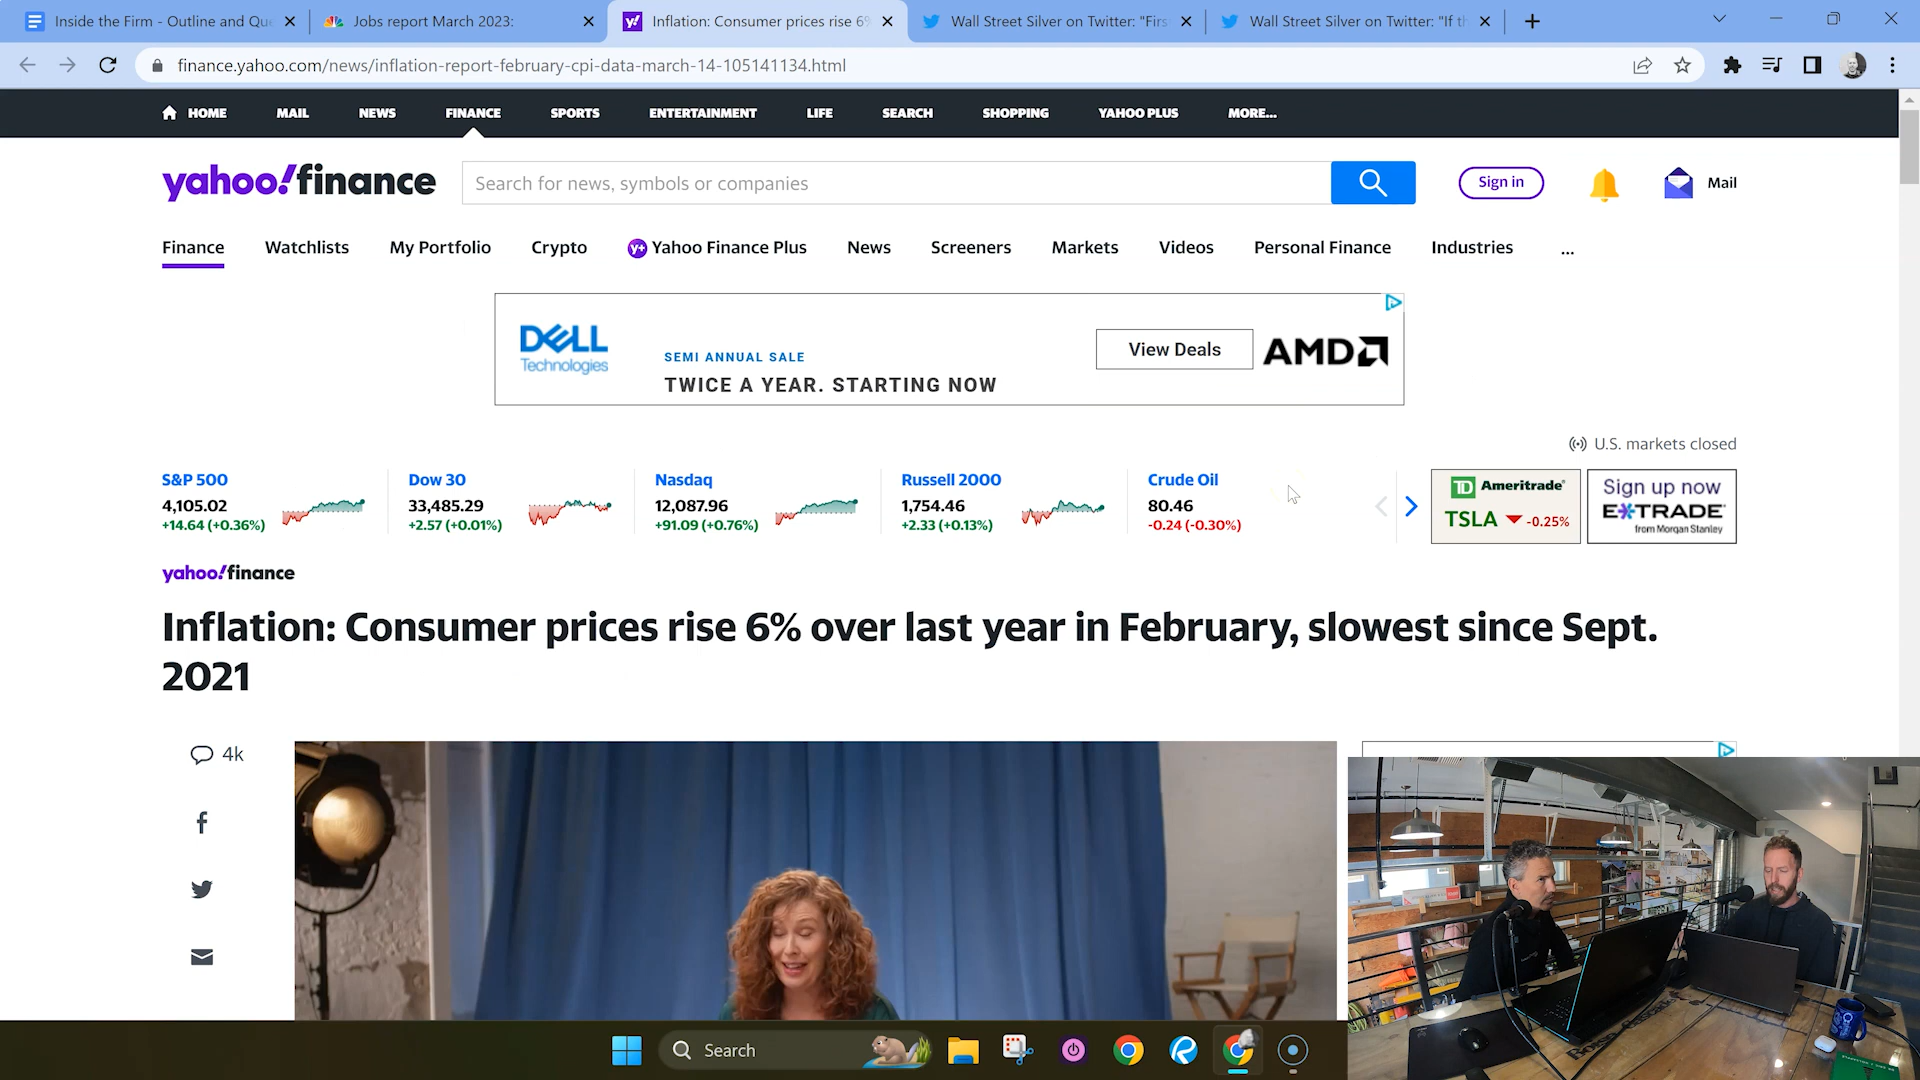 Inside the Firm - Outline and Que
Jobs report March 2023:
Inflation: Consumer prices rise 6%
Wall Street Silver on Twitter: "Firs
Wall Street Silver on Twitter: "If th
finance.yahoo.com/news/inflation-report-february-cpi-data-march-14-105141134.html
HOME MAIL NEWS FINANCE SPORTS ENTERTAINMENT LIFE SEARCH SHOPPING YAHOO PLUS MORE...
yahoo!finance
Search for news, symbols or companies
Sign in
Mail
Finance Watchlists My Portfolio Crypto y+ Yahoo Finance Plus News Screeners Markets Videos Personal Finance Industries ...
DELL
Technologies
SEMI ANNUAL SALE
TWICE A YEAR. STARTING NOW
View Deals
AMD
U.S. markets closed
S&P 500
4,105.02
+14.64 (+0.36%)
Dow 30
33,485.29
+2.57 (+0.01%)
Nasdaq
12,087.96
+91.09 (+0.76%)
Russell 2000
1,754.46
+2.33 (+0.13%)
Crude Oil
80.46
-0.24 (-0.30%)
TD Ameritrade
TSLA -0.25%
Sign up now
E*TRADE
from Morgan Stanley
yahoo!finance
Inflation: Consumer prices rise 6% over last year in February, slowest since Sept.
2021
4k
Search